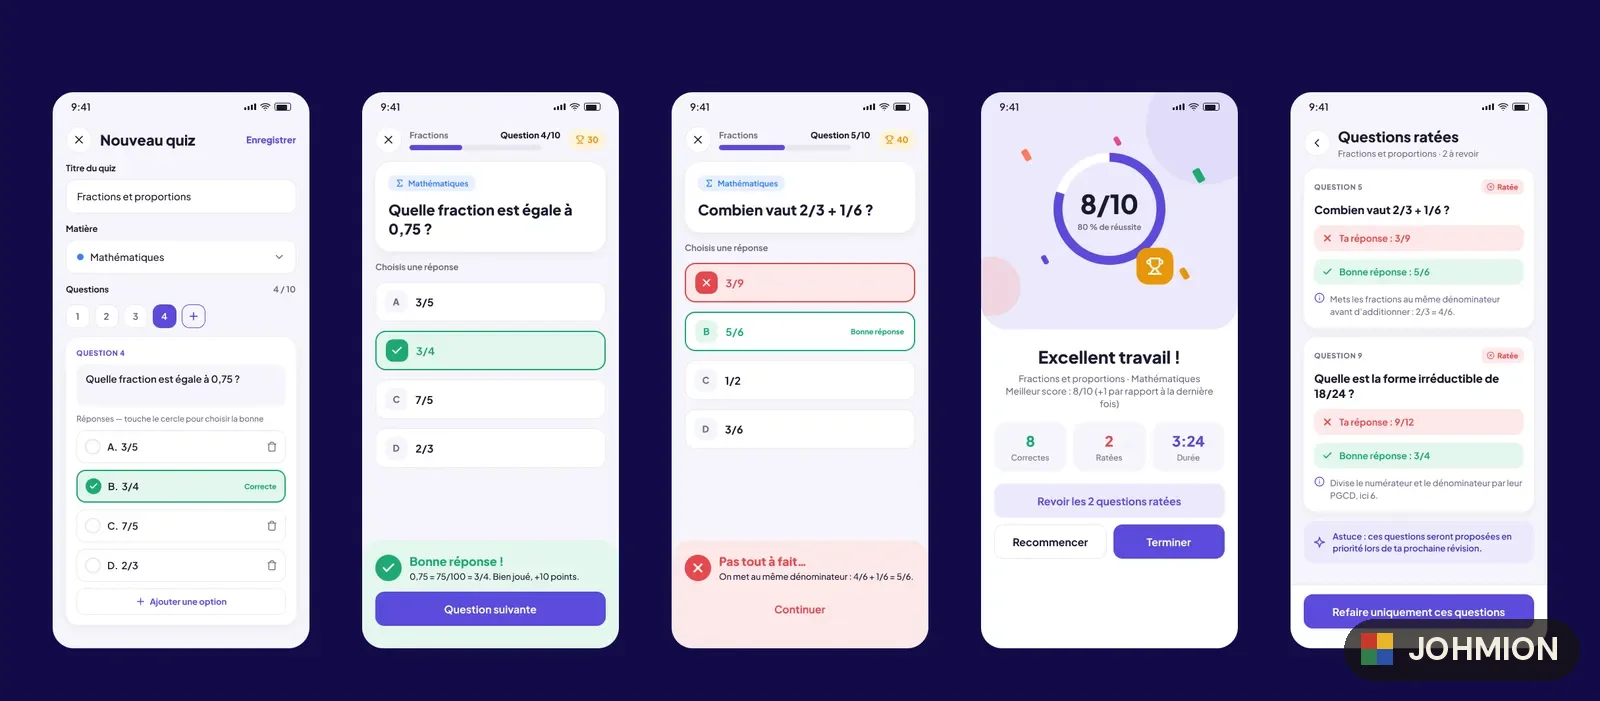 9:41
Nouveau quiz
Enregistrer
Titre du quiz
Fractions et proportions
Matière
Mathématiques
Questions
4 / 10
1
2
3
4
+
QUESTION 4
Quelle fraction est égale à 0,75 ?
Réponses — touche le cercle pour choisir la bonne
A. 3/5
B. 3/4
Correcte
C. 7/5
D. 2/3
+ Ajouter une option
9:41
Fractions
Question 4/10
30
Σ Mathématiques
Quelle fraction est égale à
0,75 ?
Choisis une réponse
A 3/5
3/4
C 7/5
D 2/3
Bonne réponse !
0,75 = 75/100 = 3/4. Bien joué, +10 points.
Question suivante
9:41
Fractions
Question 5/10
40
Σ Mathématiques
Combien vaut 2/3 + 1/6 ?
Choisis une réponse
3/9
B 5/6
Bonne réponse
C 1/2
D 3/6
Pas tout à fait...
On met au même dénominateur : 4/6 + 1/6 = 5/6.
Continuer
9:41
8/10
80 % de réussite
Excellent travail !
Fractions et proportions · Mathématiques
Meilleur score : 8/10 (+1 par rapport à la dernière
fois)
8
Correctes
2
Ratées
3:24
Durée
Revoir les 2 questions ratées
Recommencer
Terminer
9:41
Questions ratées
Fractions et proportions · 2 à revoir
QUESTION 5
Ratée
Combien vaut 2/3 + 1/6 ?
Ta réponse : 3/9
Bonne réponse : 5/6
Mets les fractions au même dénominateur
avant d'additionner : 2/3 = 4/6.
QUESTION 9
Ratée
Quelle est la forme irréductible de
18/24 ?
Ta réponse : 9/12
Bonne réponse : 3/4
Divise le numérateur et le dénominateur par leur
PGCD, ici 6.
Astuce : ces questions seront proposées en
priorité lors de ta prochaine révision.
Refaire uniquement ces questions
JOHMION